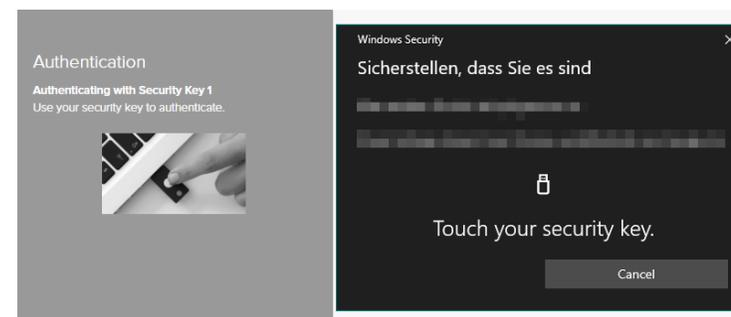 Authentication
Authenticating with Security Key 1
Use your security key to authenticate.
Windows Security
Sicherstellen, dass Sie es sind
Touch your security key.
Cancel